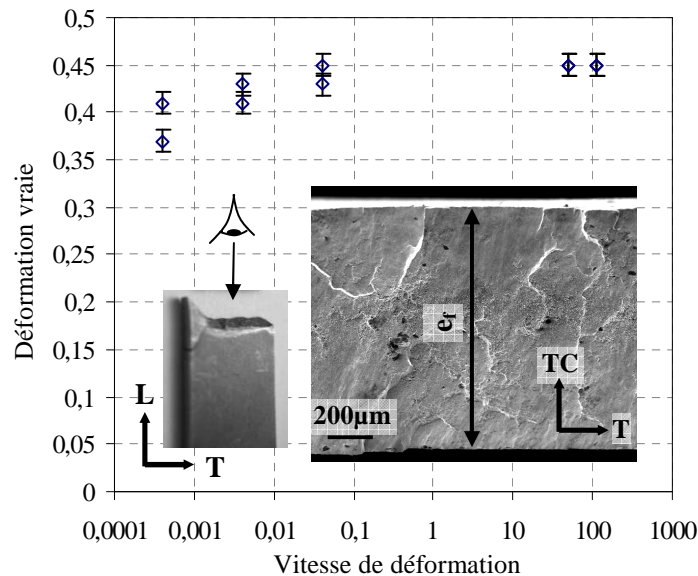 0,5
0,45
0,4
0,35
0,3
0,25
0,2
0,15
0,1
0,05
0
Déformation vraie
L
T
e_f
TC
T
200µm
0,0001 0,001 0,01 0,1 1 10 100 1000
Vitesse de déformation